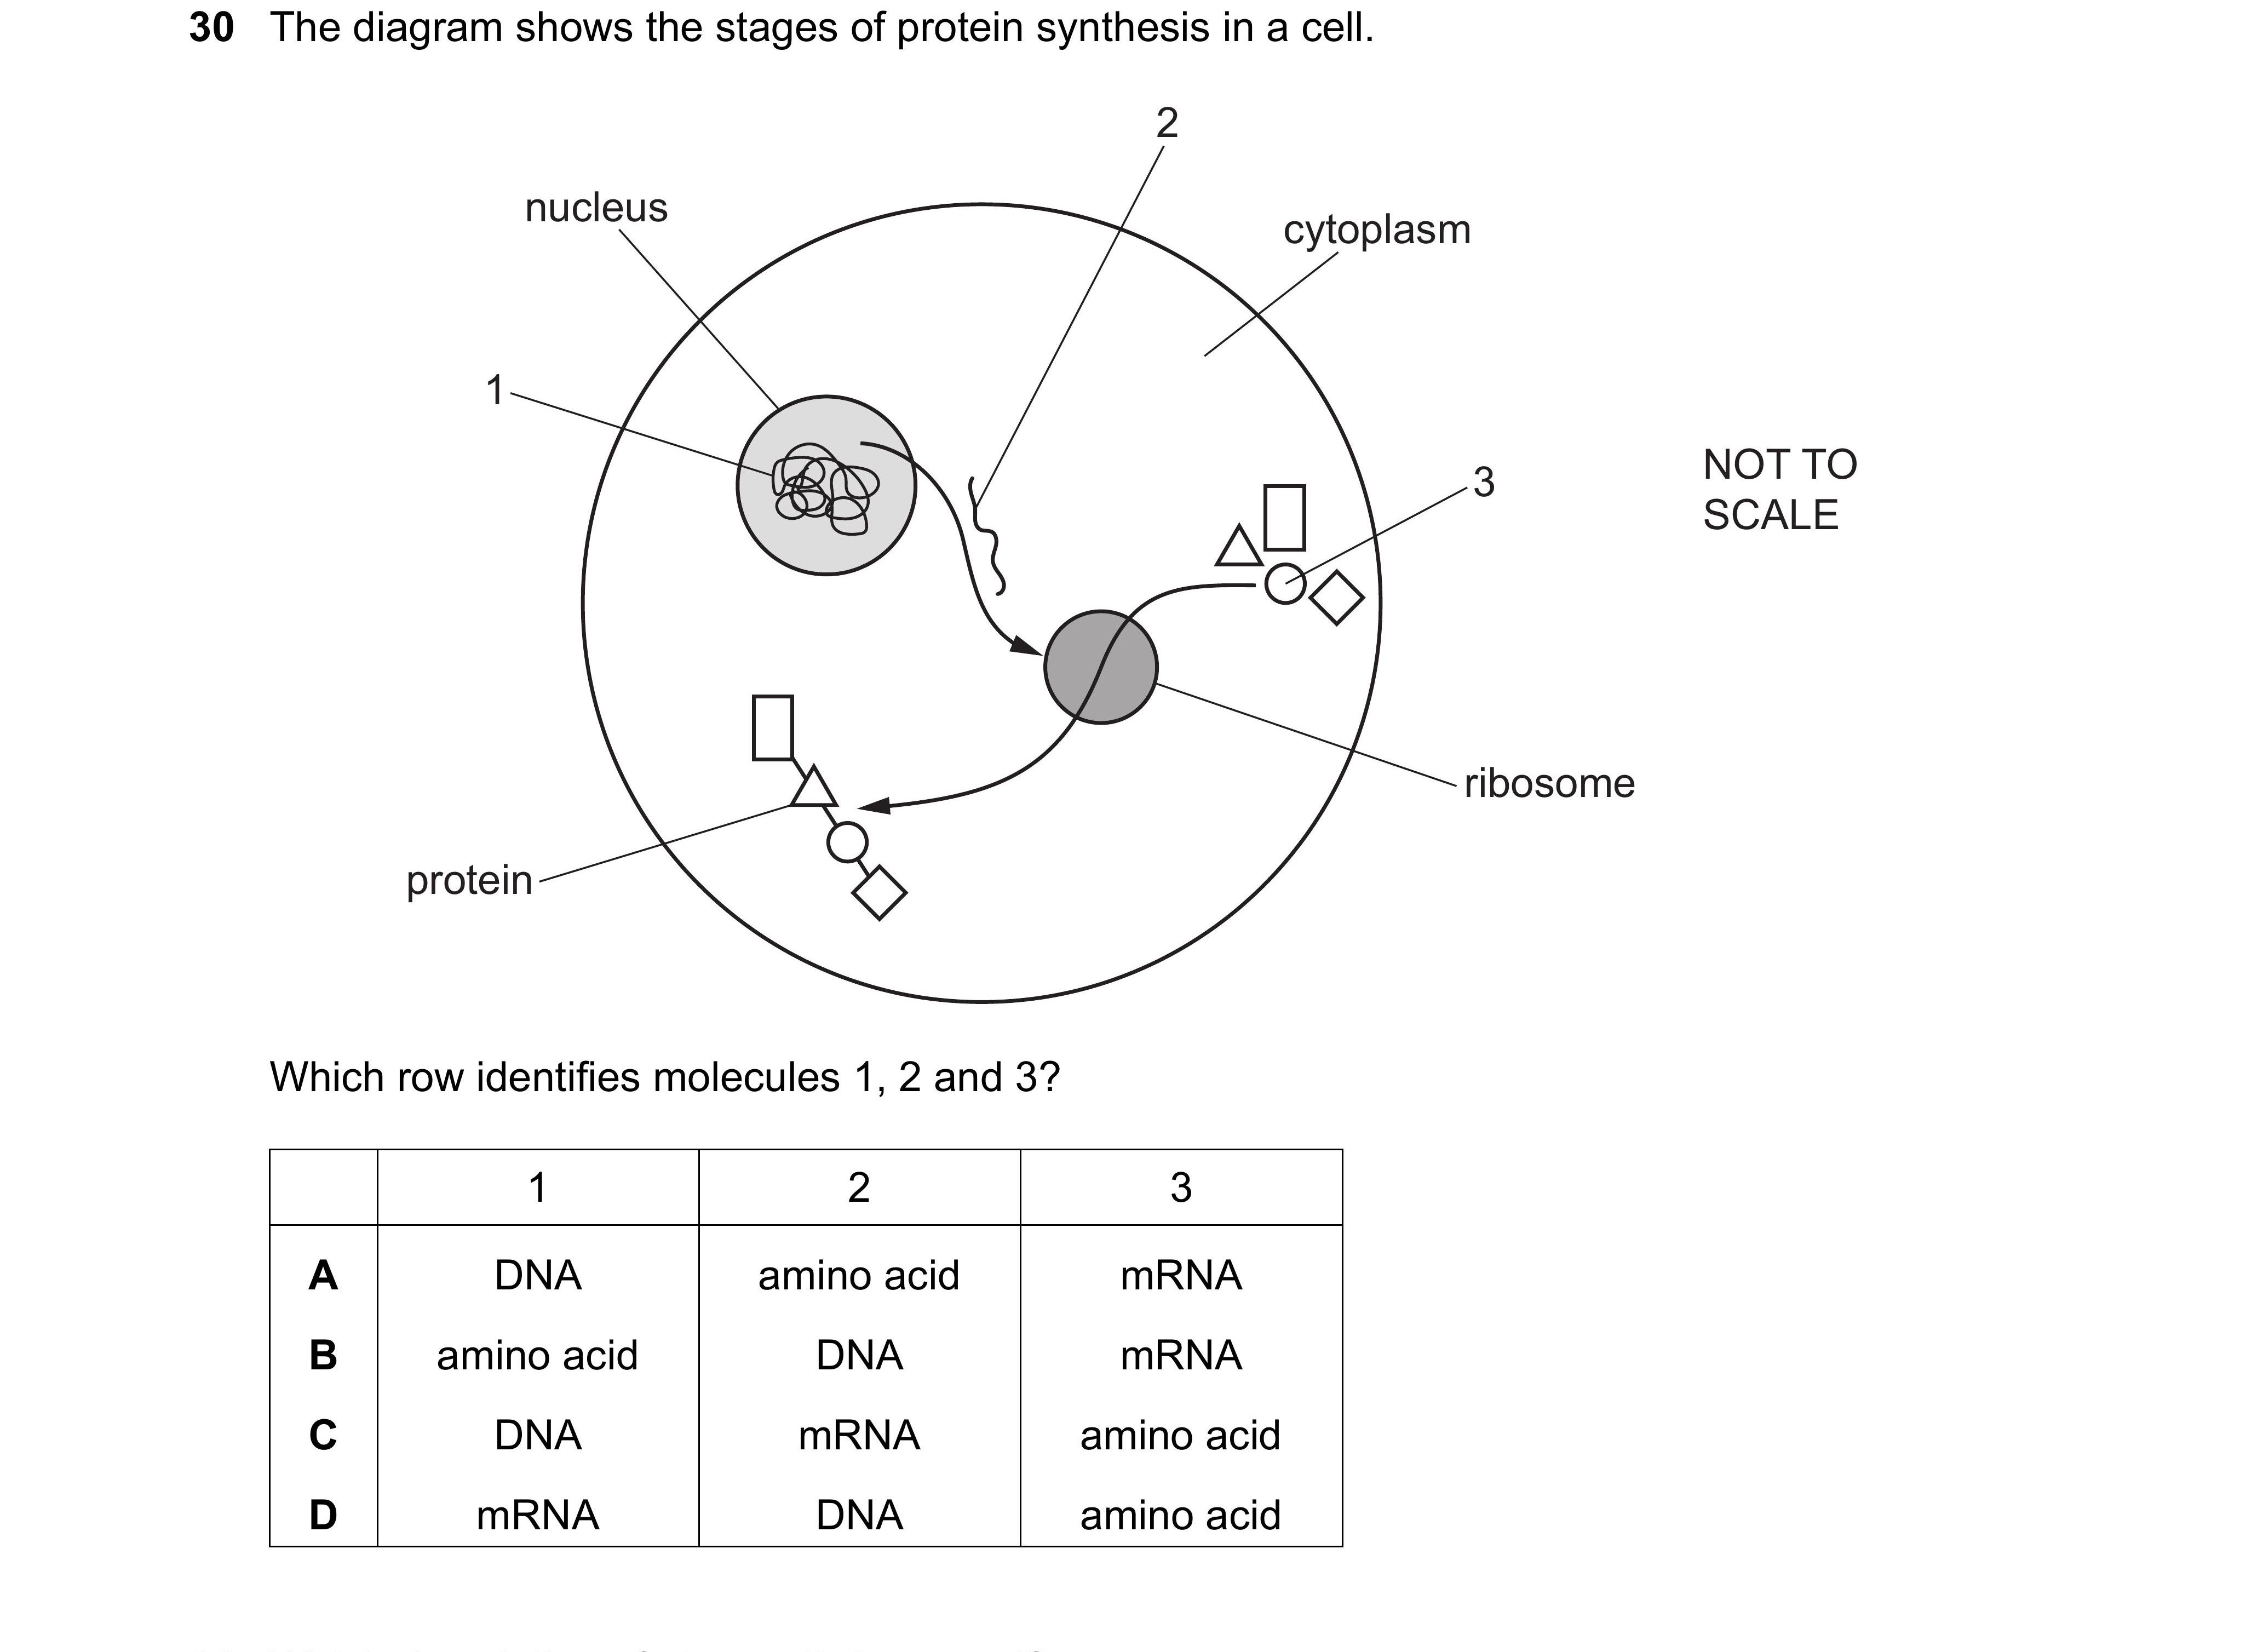 30 The diagram shows the stages of protein synthesis in a cell.
2
nucleus
cytoplasm
1
3
NOT TO
SCALE
ribosome
protein
Which row identifies molecules 1, 2 and 3?
1 2 3
A DNA amino acid mRNA
B amino acid DNA mRNA
C DNA mRNA amino acid
D mRNA DNA amino acid